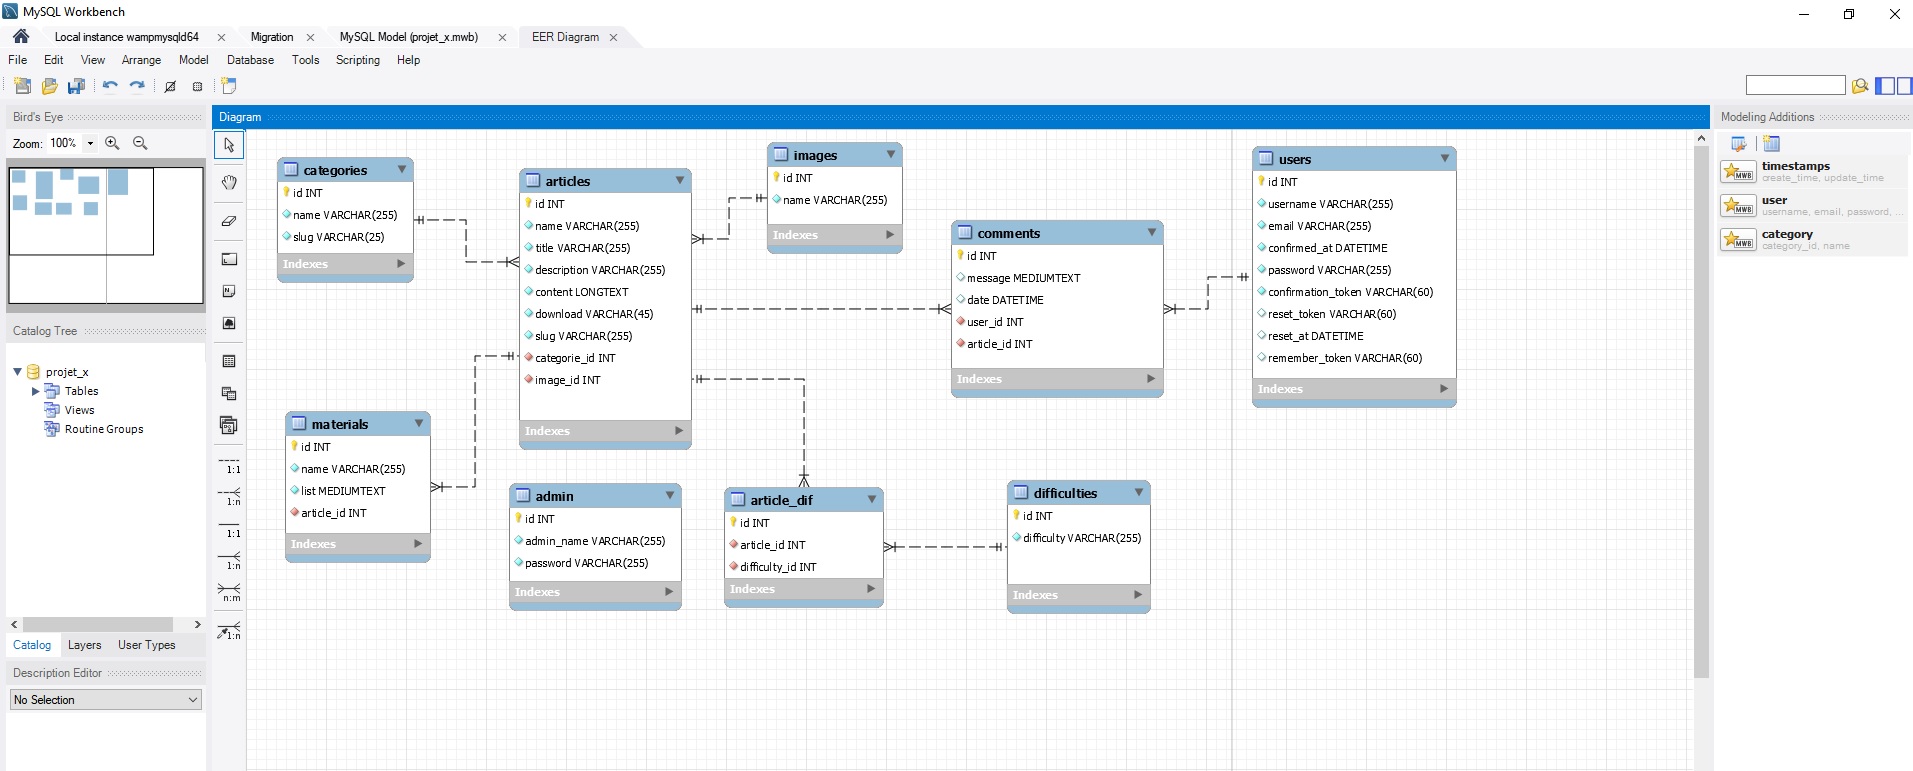 MySQL Workbench
Local instance wampmysqld64
Migration
MySQL Model (projet_x.mwb)
EER Diagram
File Edit View Arrange Model Database Tools Scripting Help
Bird's Eye
Zoom: 100%
Catalog Tree
projet_x
Tables
Views
Routine Groups
Catalog Layers User Types
Description Editor
No Selection
Diagram
1:1
1:n
1:1
1:n
n:m
1:n
categories
id INT
name VARCHAR(255)
slug VARCHAR(25)
Indexes
articles
id INT
name VARCHAR(255)
title VARCHAR(255)
description VARCHAR(255)
content LONGTEXT
download VARCHAR(45)
slug VARCHAR(255)
categorie_id INT
image_id INT
Indexes
images
id INT
name VARCHAR(255)
Indexes
comments
id INT
message MEDIUMTEXT
date DATETIME
user_id INT
article_id INT
Indexes
users
id INT
username VARCHAR(255)
email VARCHAR(255)
confirmed_at DATETIME
password VARCHAR(255)
confirmation_token VARCHAR(60)
reset_token VARCHAR(60)
reset_at DATETIME
remember_token VARCHAR(60)
Indexes
materials
id INT
name VARCHAR(255)
list MEDIUMTEXT
article_id INT
Indexes
admin
id INT
admin_name VARCHAR(255)
password VARCHAR(255)
Indexes
article_dif
id INT
article_id INT
difficulty_id INT
Indexes
difficulties
id INT
difficulty VARCHAR(255)
Indexes
Modeling Additions
MWB
timestamps
create_time, update_time
MWB
user
username, email, password, ...
MWB
category
category_id, name